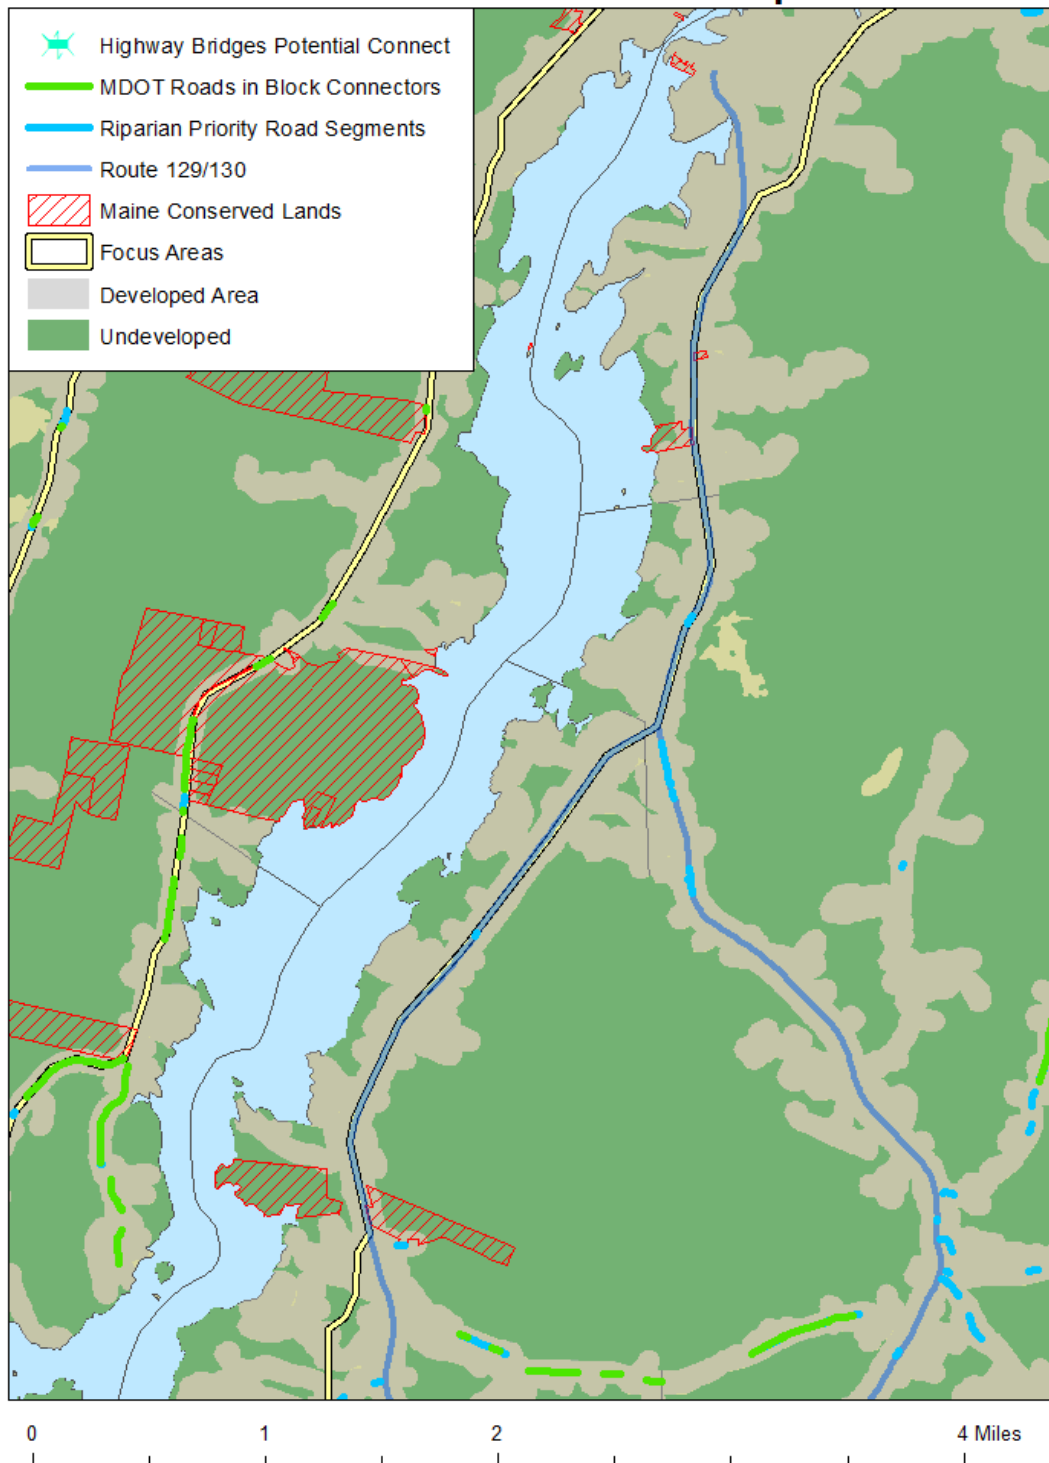 Highway Bridges Potential Connect
MDOT Roads in Block Connectors
Riparian Priority Road Segments
Route 129/130
Maine Conserved Lands
Focus Areas
Developed Area
Undeveloped
0 1 2 4 Miles